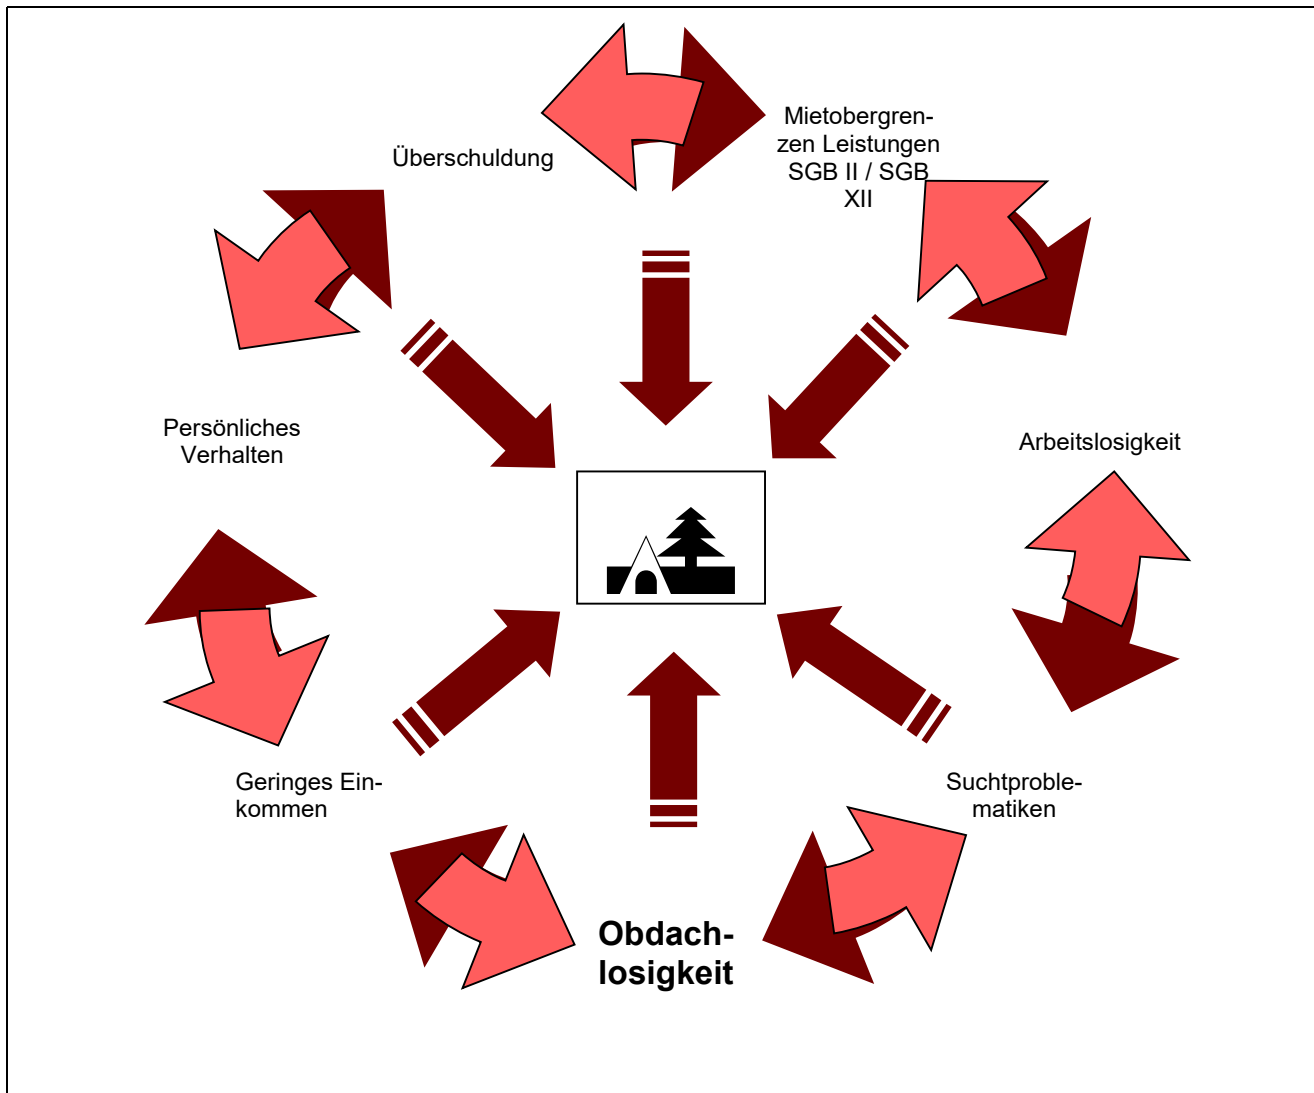 Überschuldung
Mietobergren-
zen Leistungen
SGB II / SGB
XII
Persönliches
Verhalten
Arbeitslosigkeit
Geringes Ein-
kommen
Suchtproble-
matiken
Obdach-
losigkeit